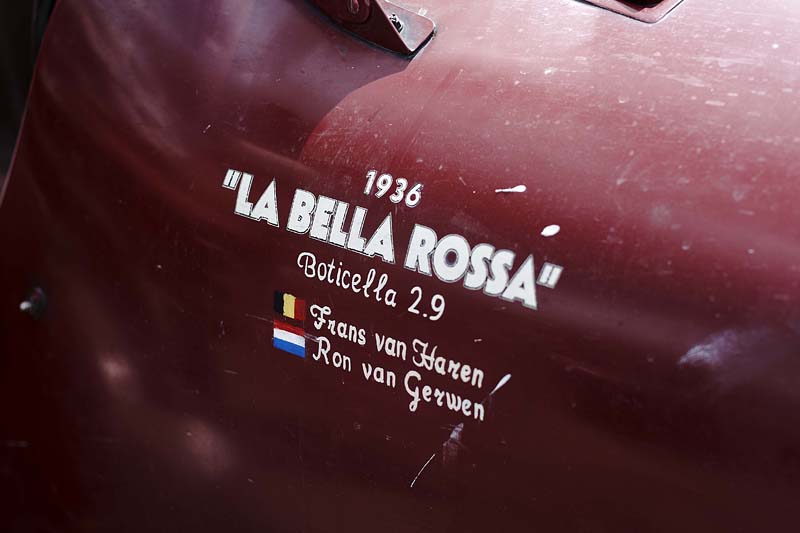 1936
"LA BELLA ROSSA"
Boticella 2.9
Frans van Haren
Ron van Gerwen